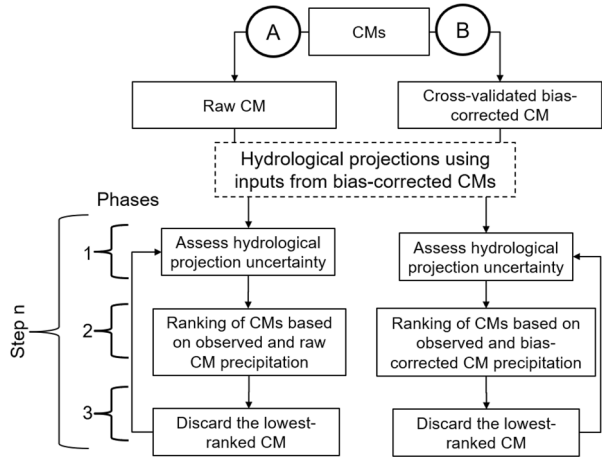 A
CMs
B
Raw CM
Cross-validated bias-
corrected CM
Hydrological projections using
inputs from bias-corrected CMs
Phases
Step n
1
Assess hydrological
projection uncertainty
Assess hydrological
projection uncertainty
2
Ranking of CMs based
on observed and raw
CM precipitation
Ranking of CMs based on
observed and bias-
corrected CM precipitation
3
Discard the lowest-
ranked CM
Discard the lowest-
ranked CM